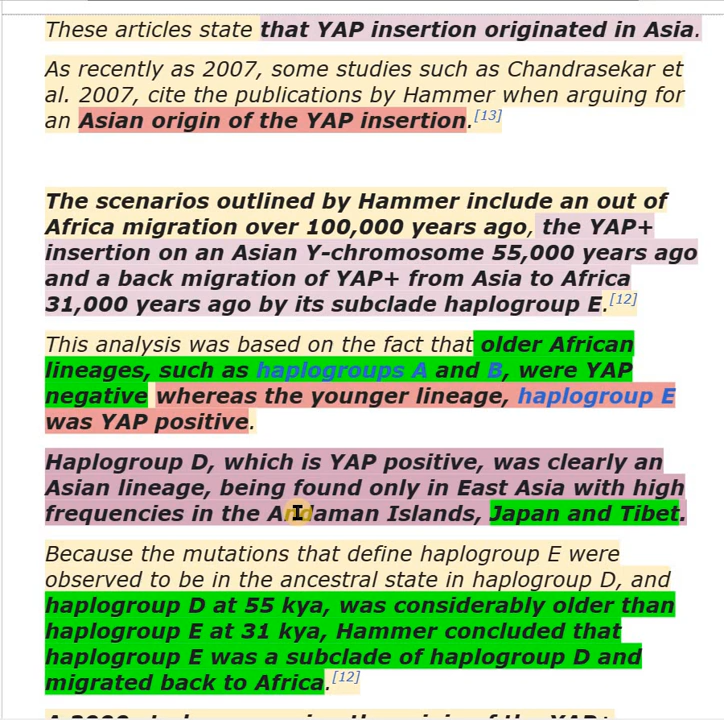 These articles state that YAP insertion originated in Asia.
As recently as 2007, some studies such as Chandrasekar et
al. 2007, cite the publications by Hammer when arguing for
an Asian origin of the YAP insertion.[13]
The scenarios outlined by Hammer include an out of
Africa migration over 100,000 years ago, the YAP+
insertion on an Asian Y-chromosome 55,000 years ago
and a back migration of YAP+ from Asia to Africa
31,000 years ago by its subclade haplogroup E.[12]
This analysis was based on the fact that older African
lineages, such as haplogroups A and B, were YAP
negative whereas the younger lineage, haplogroup E
was YAP positive.
Haplogroup D, which is YAP positive, was clearly an
Asian lineage, being found only in East Asia with high
frequencies in the Andaman Islands, Japan and Tibet.
Because the mutations that define haplogroup E were
observed to be in the ancestral state in haplogroup D, and
haplogroup D at 55 kya, was considerably older than
haplogroup E at 31 kya, Hammer concluded that
haplogroup E was a subclade of haplogroup D and
migrated back to Africa.[12]